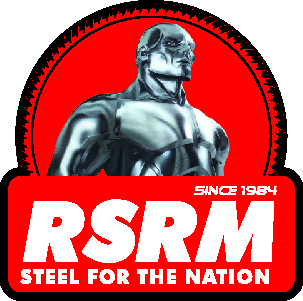 SINCE 1984
RSRM
STEEL FOR THE NATION